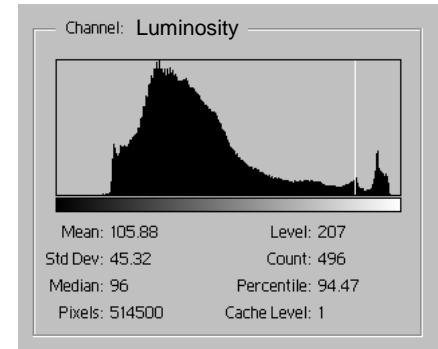 Channel: Luminosity
Mean: 105.88 Level: 207
Std Dev: 45.32 Count: 496
Median: 96 Percentile: 94.47
Pixels: 514500 Cache Level: 1